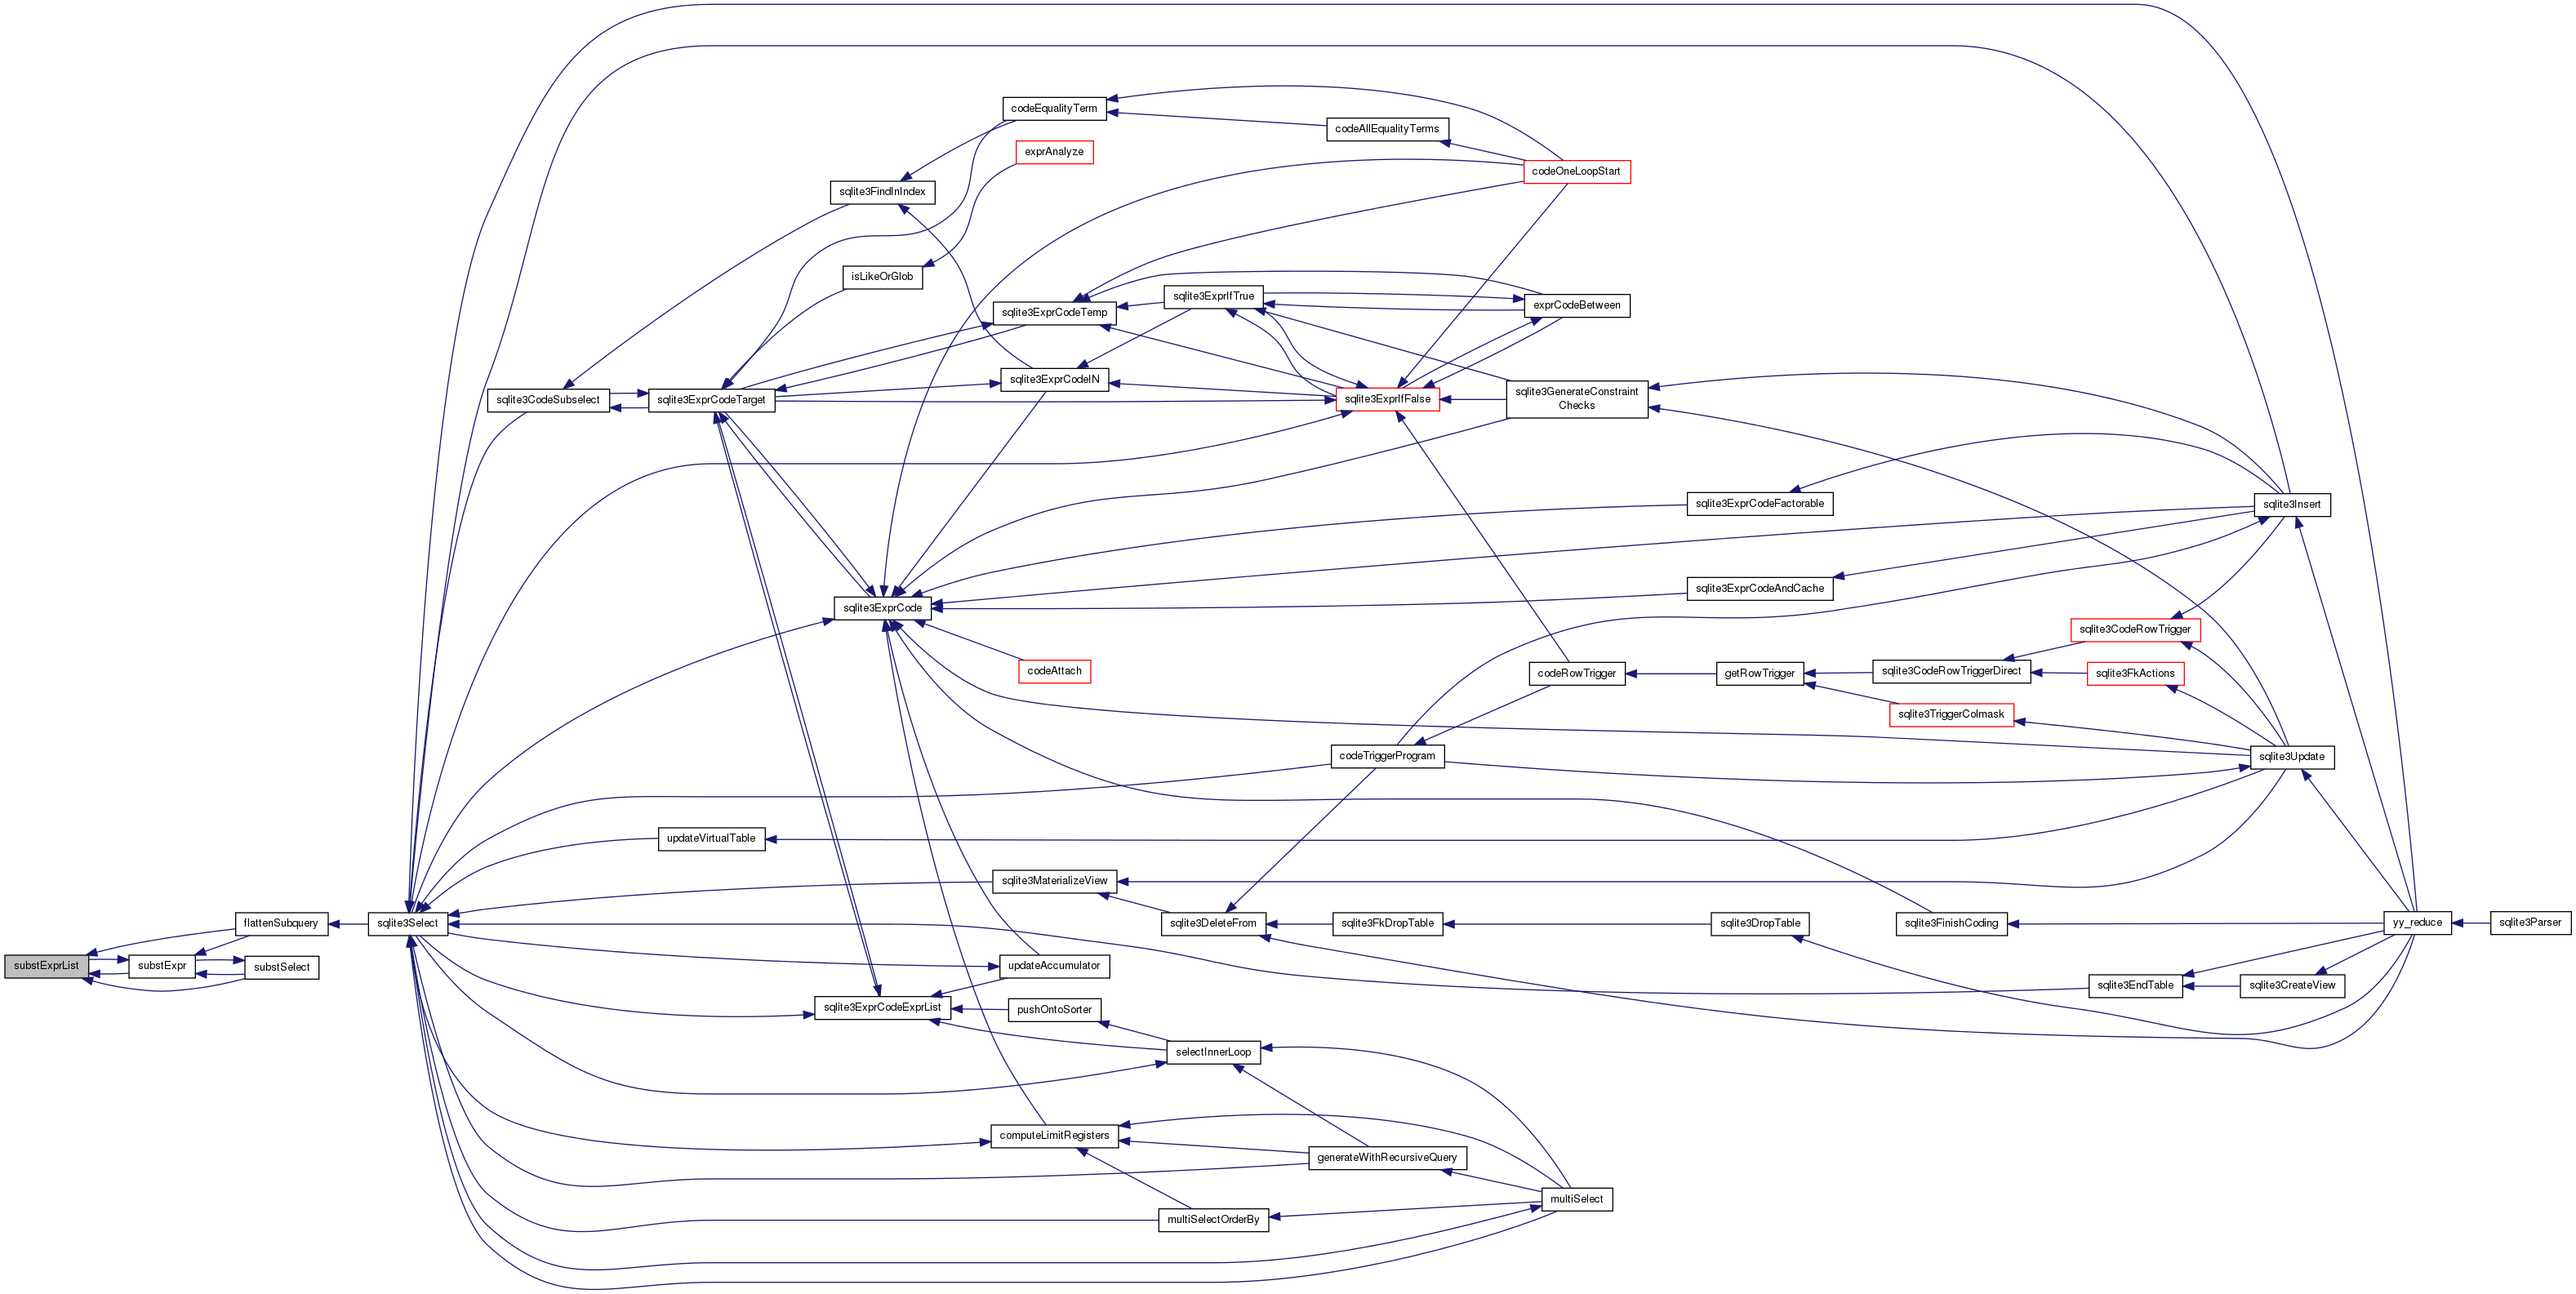 substExprList
flattenSubquery
substExpr
substSelect
sqlite3Select
sqlite3CodeSubselect
sqlite3ExprCodeTarget
updateVirtualTable
sqlite3FindInIndex
isLikeOrGlob
sqlite3ExprCode
sqlite3ExprCodeExprList
codeEqualityTerm
exprAnalyze
sqlite3ExprCodeTemp
sqlite3ExprCodeIN
codeAttach
sqlite3MaterializeView
updateAccumulator
pushOntoSorter
computeLimitRegisters
sqlite3ExprIfTrue
sqlite3DeleteFrom
selectInnerLoop
multiSelectOrderBy
codeAllEqualityTerms
sqlite3ExprIfFalse
codeTriggerProgram
sqlite3FkDropTable
generateWithRecursiveQuery
codeOneLoopStart
exprCodeBetween
sqlite3GenerateConstraint
Checks
codeRowTrigger
multiSelect
sqlite3ExprCodeFactorable
sqlite3ExprCodeAndCache
getRowTrigger
sqlite3DropTable
sqlite3CodeRowTriggerDirect
sqlite3TriggerColmask
sqlite3FinishCoding
sqlite3CodeRowTrigger
sqlite3FkActions
sqlite3EndTable
sqlite3Insert
sqlite3Update
sqlite3CreateView
yy_reduce
sqlite3Parser